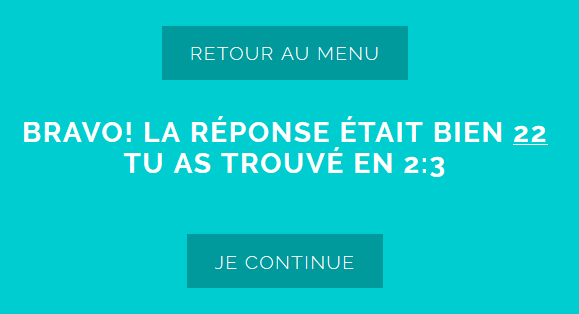 RETOUR AU MENU
BRAVO! LA RÉPONSE ÉTAIT BIEN 22
TU AS TROUVÉ EN 2:3
JE CONTINUE